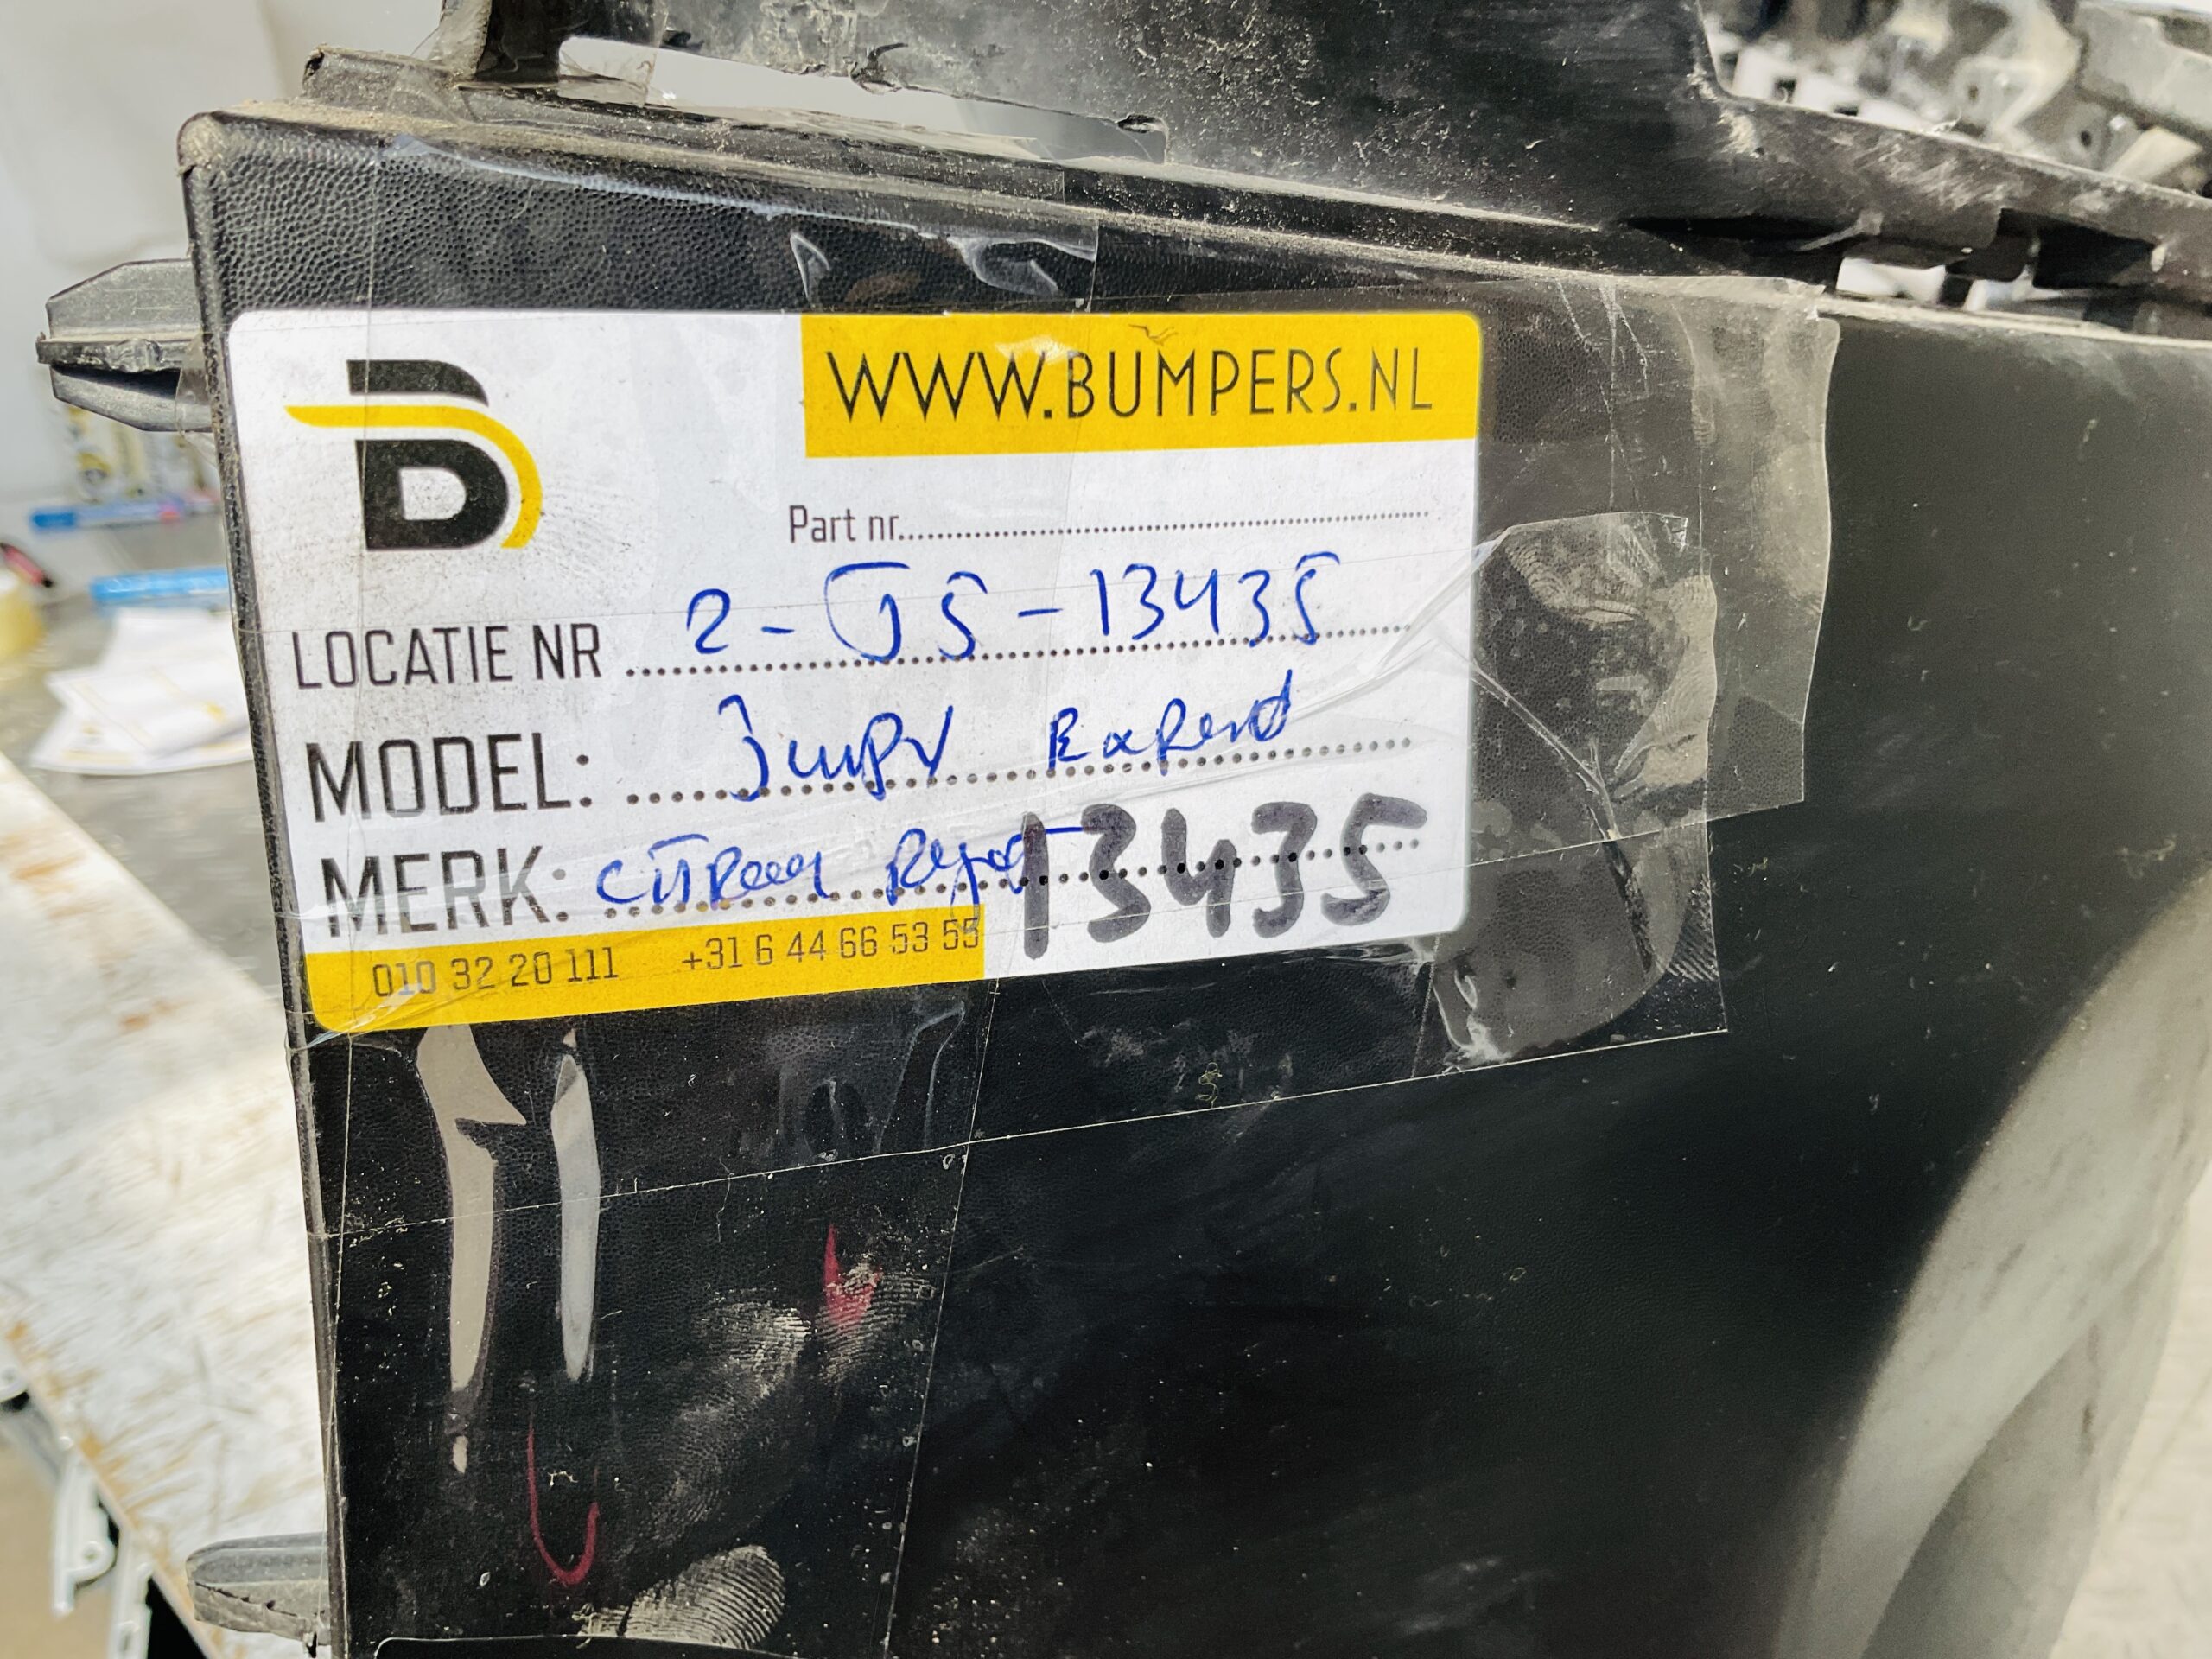 B
WWW.BUMPERS.NL
Part nr.
LOCATIE NR 2-JS-13435
MODEL: Jumpy Expert
MERK: Citroen 13435
010 32 20 111 +31 6 44 66 53 55